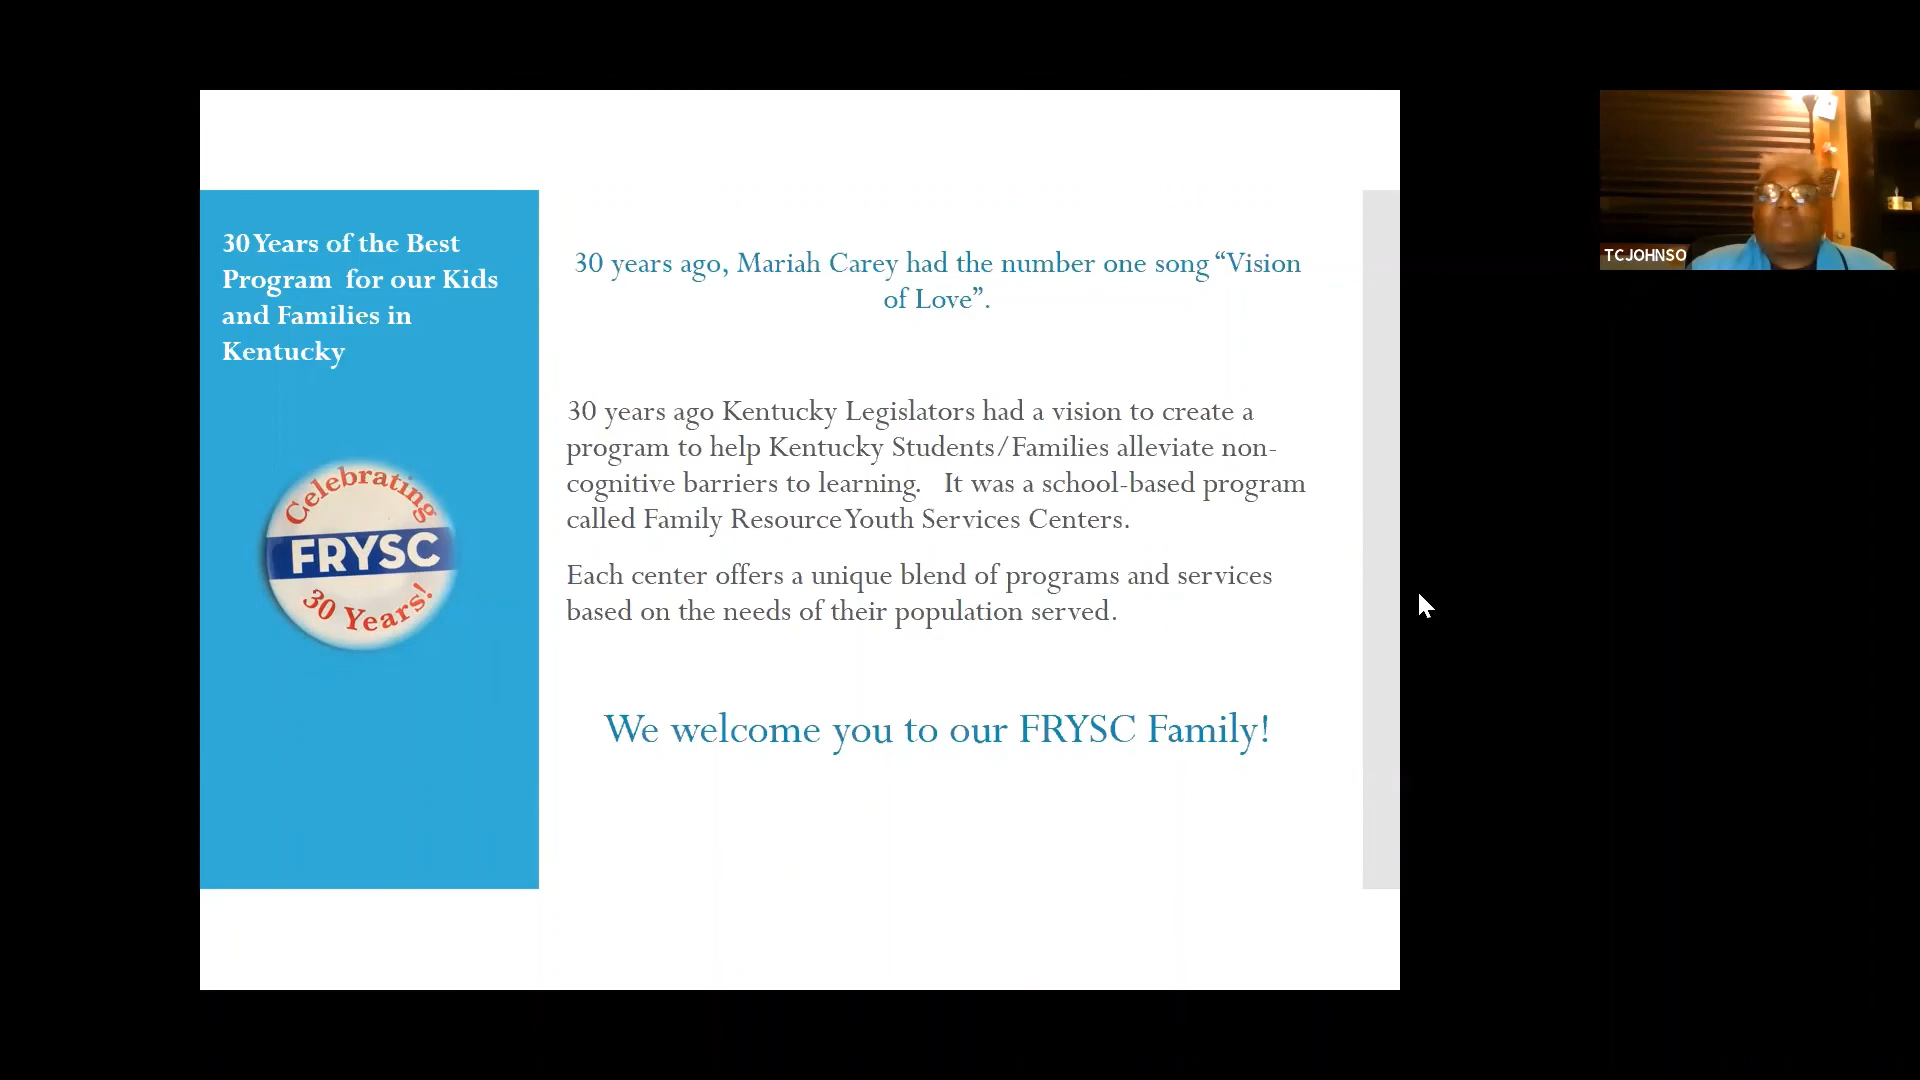 30 Years of the Best
Program for our Kids
and Families in
Kentucky
Celebrating
FRYSC
30 Years!
30 years ago, Mariah Carey had the number one song “Vision
of Love”.
30 years ago Kentucky Legislators had a vision to create a
program to help Kentucky Students/Families alleviate non-
cognitive barriers to learning. It was a school-based program
called Family Resource Youth Services Centers.
Each center offers a unique blend of programs and services
based on the needs of their population served.
We welcome you to our FRYSC Family!
TCJOHNSO